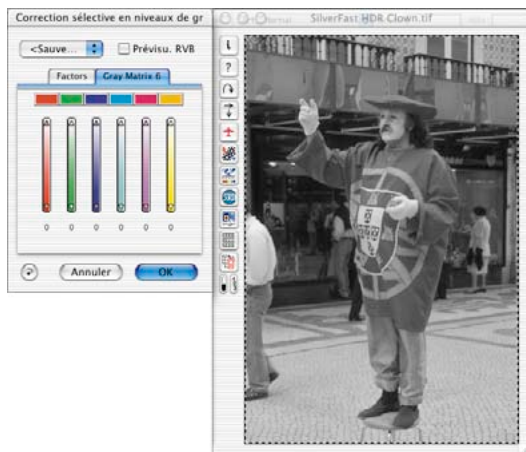 Correction sélective en niveaux de gr
<Sauve...
Prévisu. RVB
Factors
Gray Matrix 6
0 0 0 0 0 0
Annuler
OK
SilverFast HDR Clown.tif
?